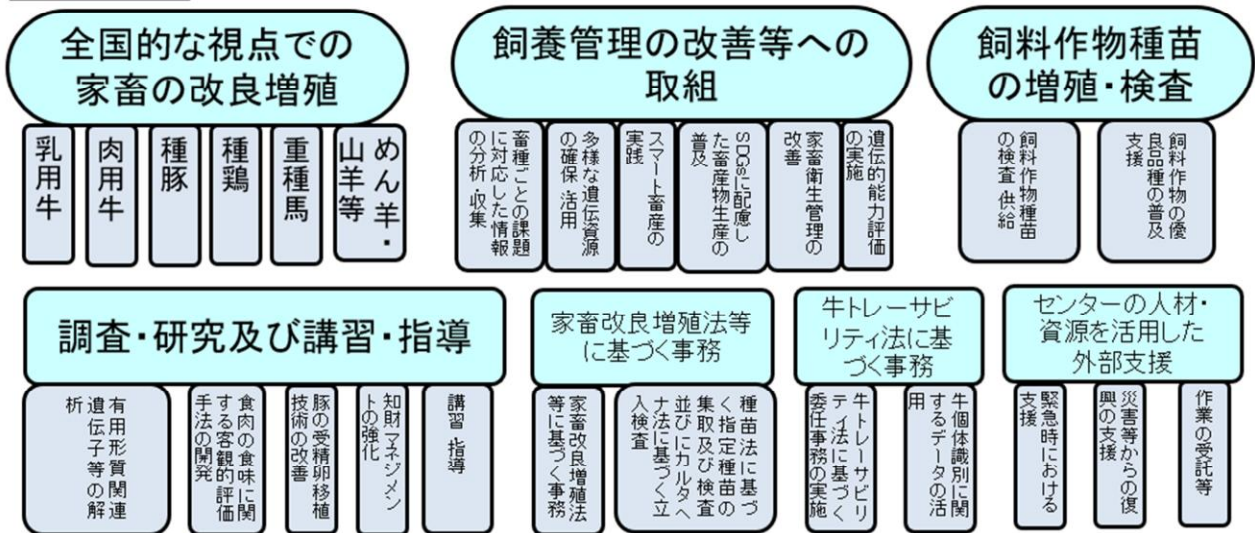 全国的な視点での
家畜の改良増殖
乳用牛
肉用牛
種豚
種鶏
重種馬
めん羊・
山羊等
飼養管理の改善等への
取組
畜種ごとの課題
に対応した情報
の分析・収集
多様な遺伝資源
の確保・活用
スマート畜産の
実践
SDGsに配慮し
た畜産物生産の
普及
家畜衛生管理の
改善
遺伝的能力評価
の実施
飼料作物種苗
の増殖・検査
飼料作物種苗
の検査・供給
飼料作物の優
良品種の普及
支援
調査・研究及び講習・指導
有用形質関連
遺伝子等の解
析
食肉の食味に関
する客観的評価
手法の開発
豚の受精卵移植
技術の改善
知財マネジメン
トの強化
講習・指導
家畜改良増殖法等
に基づく事務
家畜改良増殖法
等に基づく事務
種苗法に基づ
く指定種苗の
集取及び検査
並びにカルタヘ
ナ法に基づく立
入検査
牛トレーサビ
リティ法に基
づく事務
牛トレーサビリ
ティ法に基づく
委任事務の実施
牛個体識別に関
するデータの活
用
センターの人材・
資源を活用した
外部支援
緊急時における
支援
災害等からの復
興の支援
作業の受託等